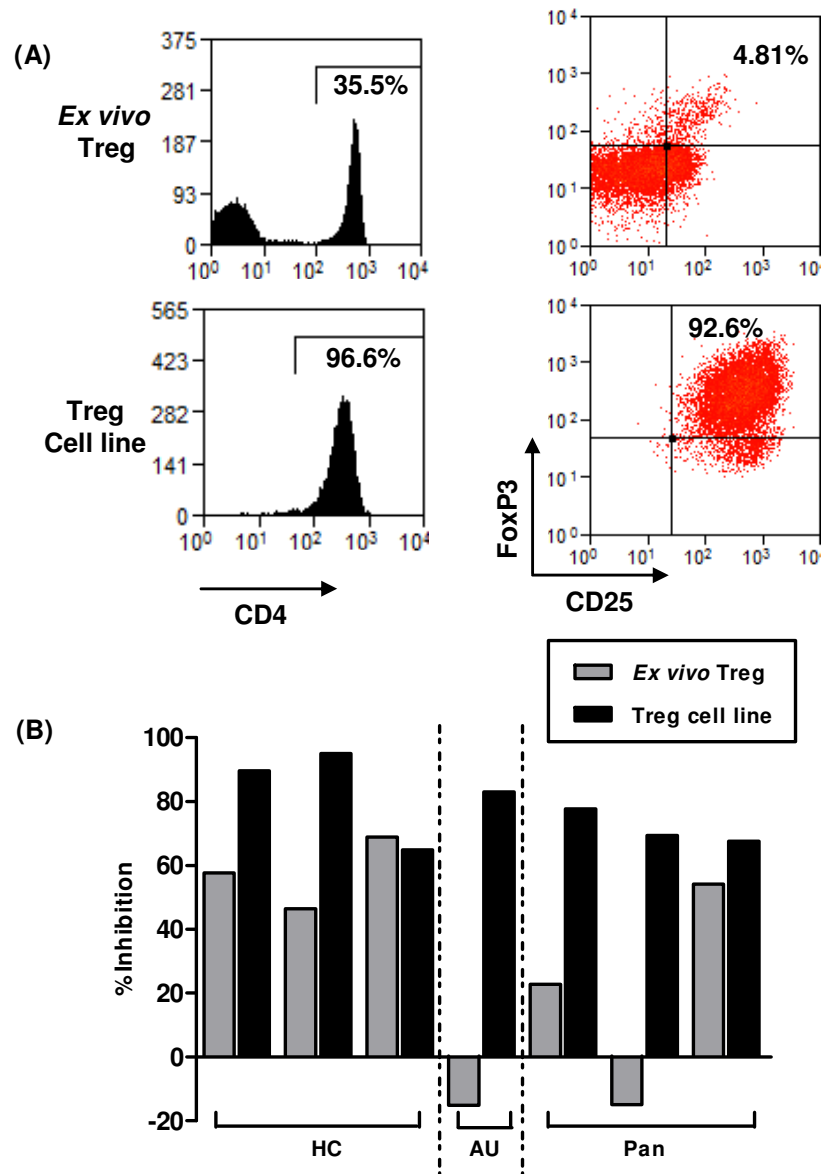 (A)
Ex vivo
Treg
375
281
187
93
0
35.5%
10^0 10^1 10^2 10^3 10^4
10^4
10^3
10^2
10^1
10^0
4.81%
10^0 10^1 10^2 10^3 10^4
Treg
Cell line
565
423
282
141
0
96.6%
10^0 10^1 10^2 10^3 10^4
CD4
10^4
10^3
10^2
10^1
10^0
92.6%
10^0 10^1 10^2 10^3 10^4
FoxP3
CD25
(B)
Ex vivo Treg
Treg cell line
% Inhibition
100
80
60
40
20
0
-20
HC AU Pan